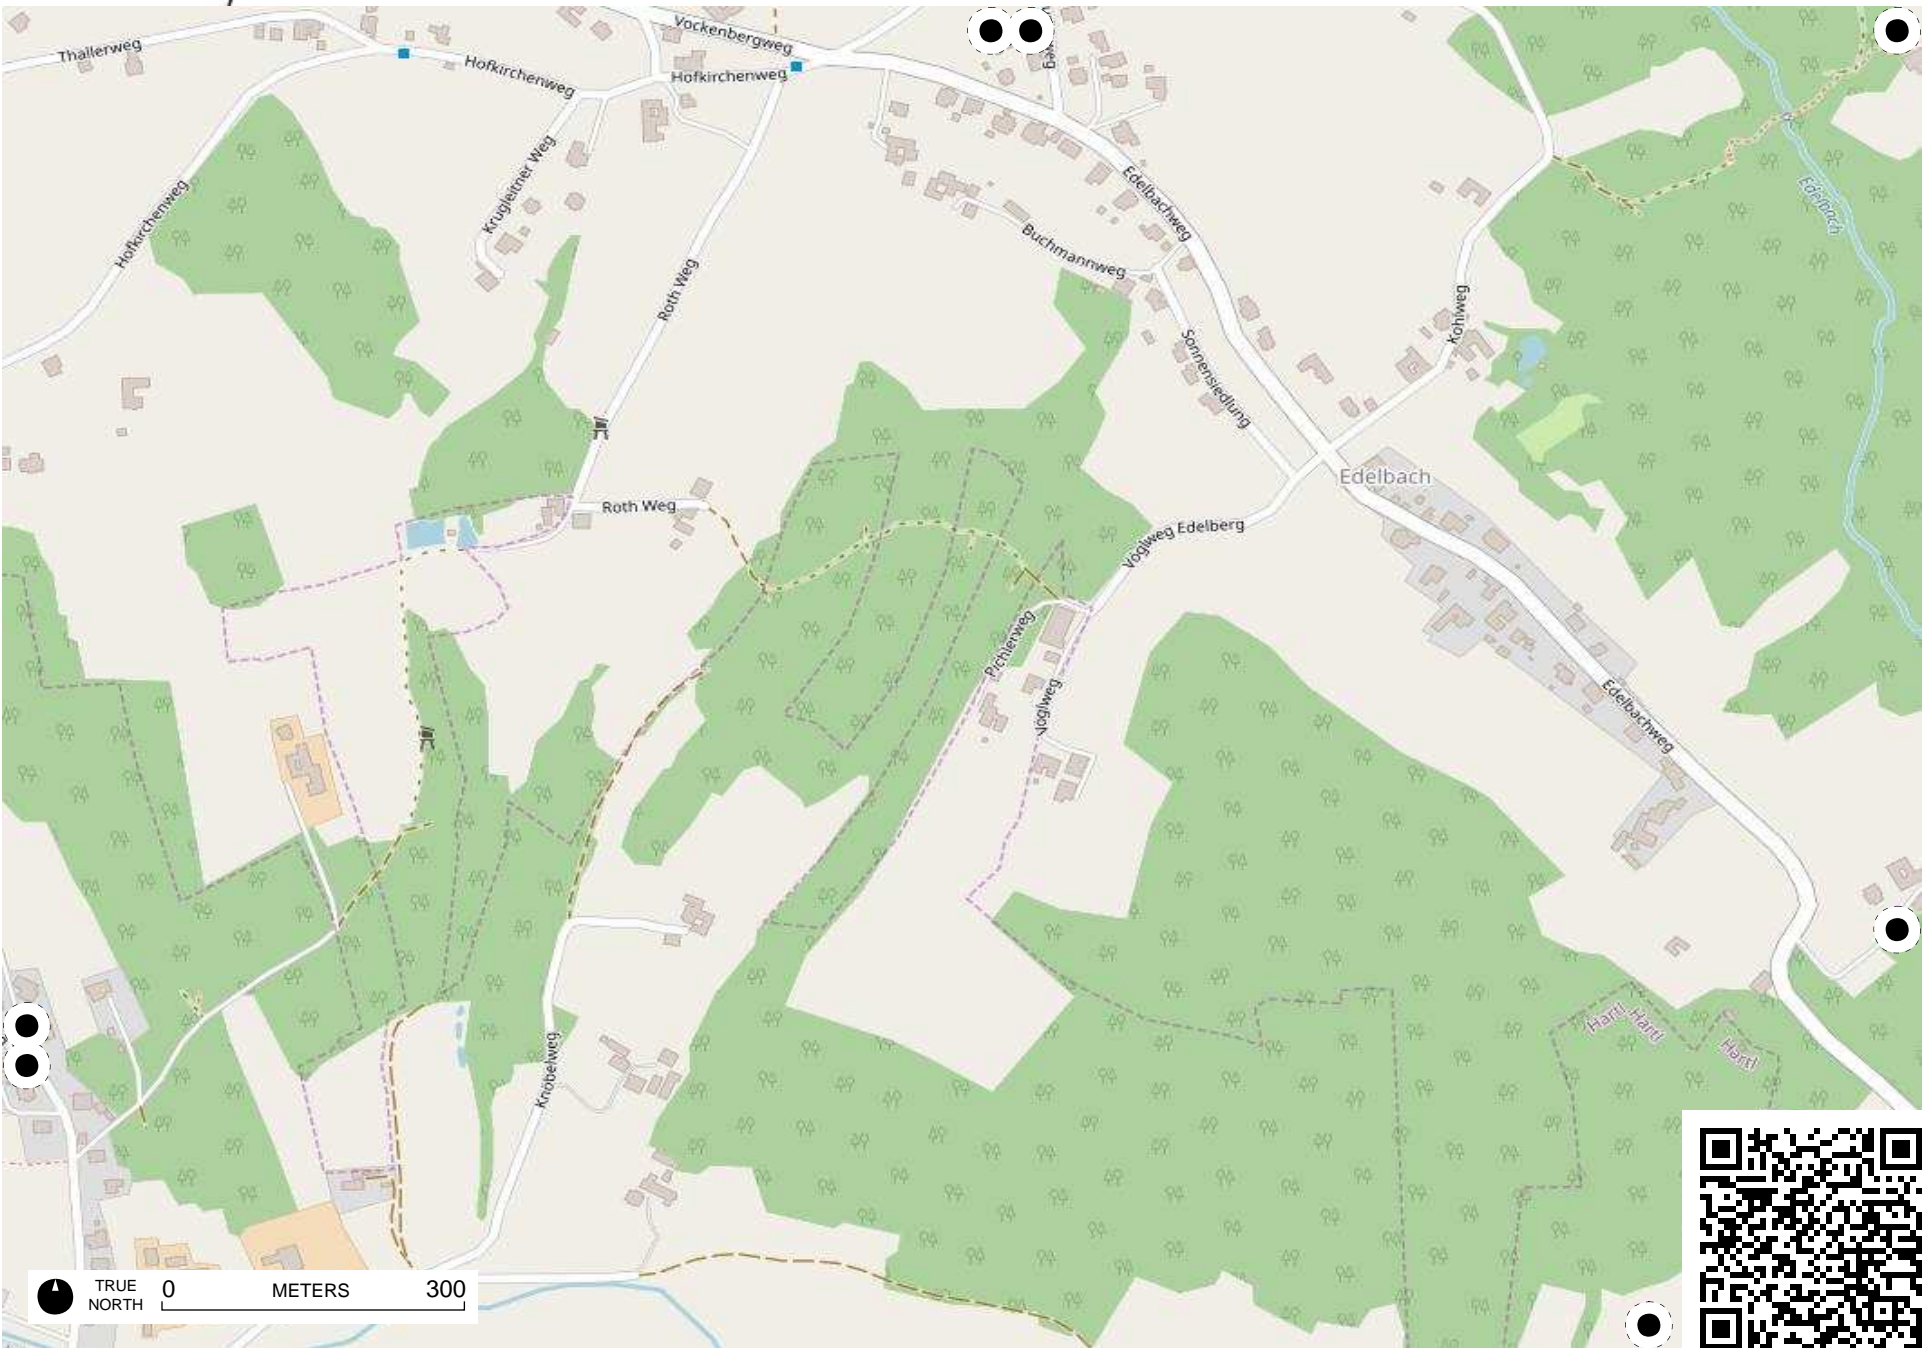 Thallerweg
Vockenbergweg
Hofkirchenweg
Hofkirchenweg
Krugleitner Weg
Hofkirchenweg
Roth Weg
Edelbachweg
Buchmannweg
Edelbach
Kohlweg
Sonnensiedlung
Edelbach
Roth Weg
Voglweg Edelberg
Pichlerweg
Voglweg
Edelbachweg
Knöbelweg
Hartl
Hartl
Hartl
TRUE
NORTH
0 METERS 300